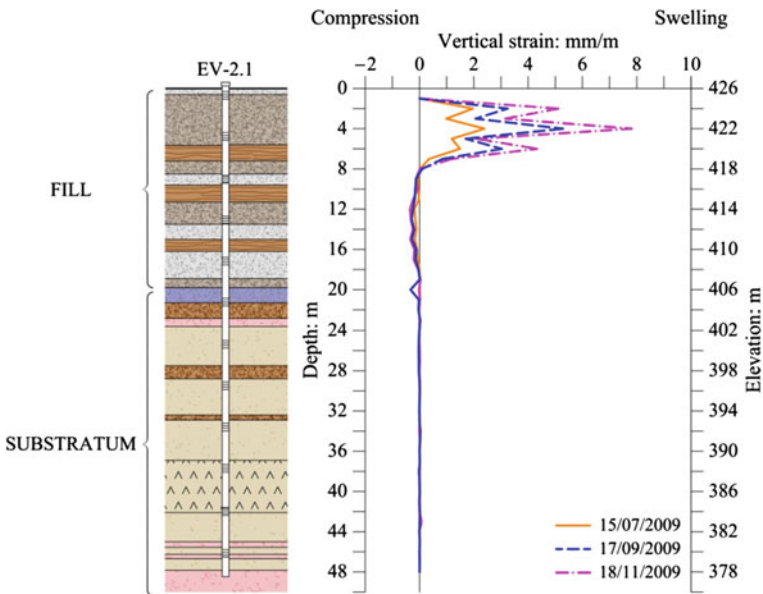 Compression Swelling
Vertical strain: mm/m
EV-2.1
−2 0 2 4 6 8 10
0 426
4 422
8 418
12 414
16 410
20 406
24 402
28 398
32 394
36 390
40 386
44 382
48 378
FILL
SUBSTRATUM
Depth: m
Elevation: m
15/07/2009
17/09/2009
18/11/2009